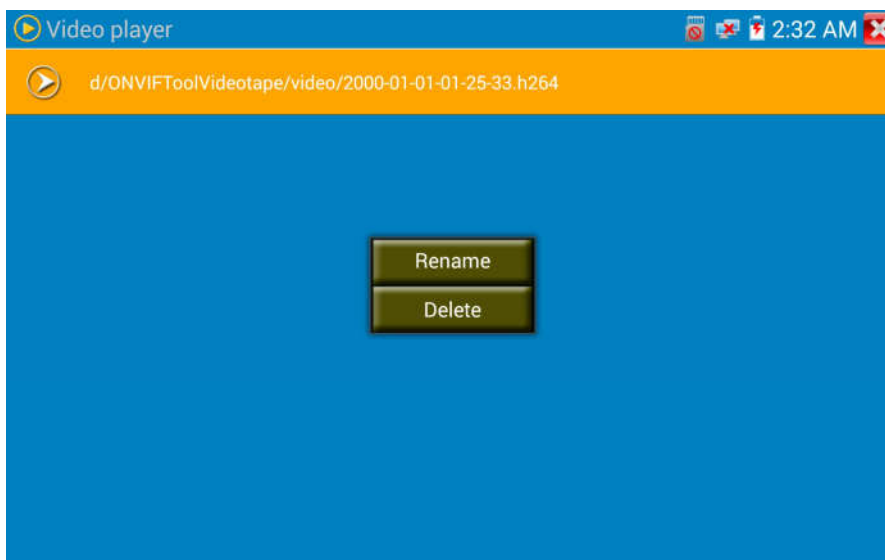 Video player
2:32 AM
d/ONVIFToolVideotape/video/2000-01-01-01-25-33.h264
Rename
Delete